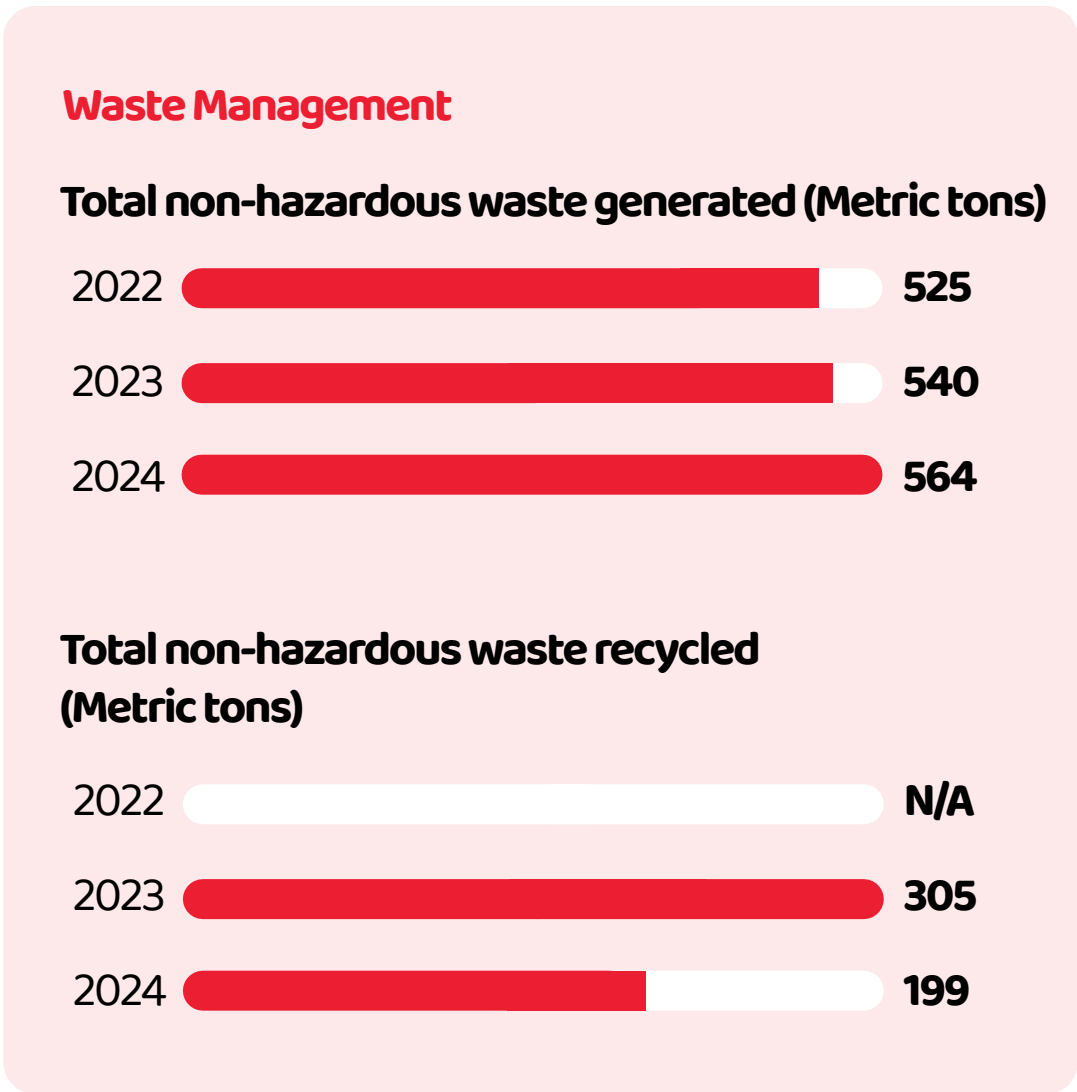 Waste Management
Total non-hazardous waste generated (Metric tons)
2022 525
2023 540
2024 564
Total non-hazardous waste recycled
(Metric tons)
2022 N/A
2023 305
2024 199